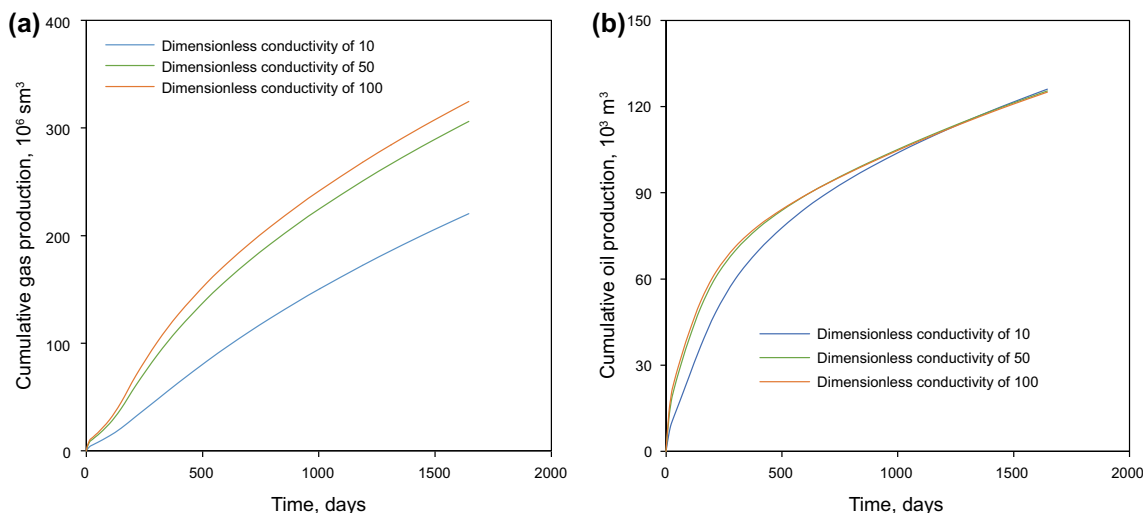 (a)
400
300
200
100
0
0
500
1000
1500
2000
Cumulative gas production, 10⁶ sm³
Time, days
Dimensionless conductivity of 10
Dimensionless conductivity of 50
Dimensionless conductivity of 100
(b)
150
120
90
60
30
0
0
500
1000
1500
2000
Cumulative oil production, 10³ m³
Time, days
Dimensionless conductivity of 10
Dimensionless conductivity of 50
Dimensionless conductivity of 100